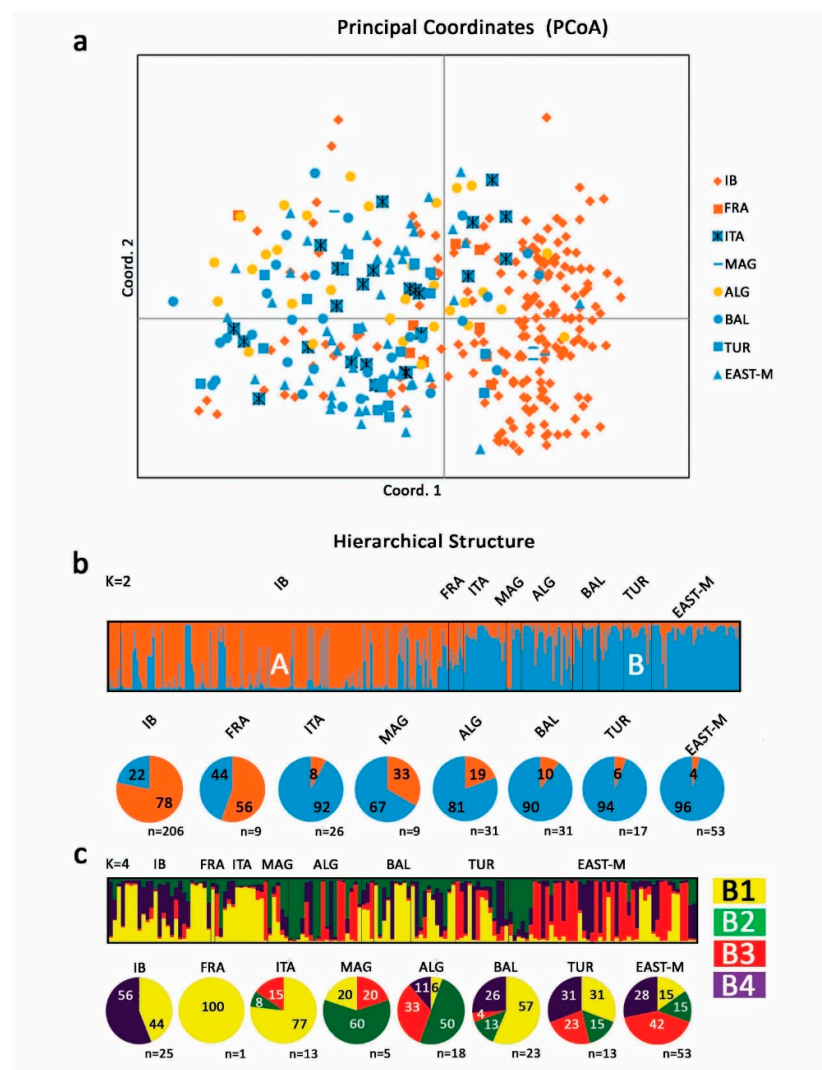 Principal Coordinates (PCoA)
a
Coord. 2
Coord. 1
IB
FRA
ITA
MAG
ALG
BAL
TUR
EAST-M
Hierarchical Structure
b
K=2 IB FRA ITA MAG ALG BAL TUR EAST-M
A B
IB FRA ITA MAG ALG BAL TUR EAST-M
22 78 44 56 8 92 33 67 19 81 10 90 6 94 4 96
n=206 n=9 n=26 n=9 n=31 n=31 n=17 n=53
c
K=4 IB FRA ITA MAG ALG BAL TUR EAST-M
B1
B2
B3
B4
IB FRA ITA MAG ALG BAL TUR EAST-M
56 44 100 15 8 77 20 20 60 11 6 33 50 26 57 4 13 31 31 23 15 28 15 15 42
n=25 n=1 n=13 n=5 n=18 n=23 n=13 n=53